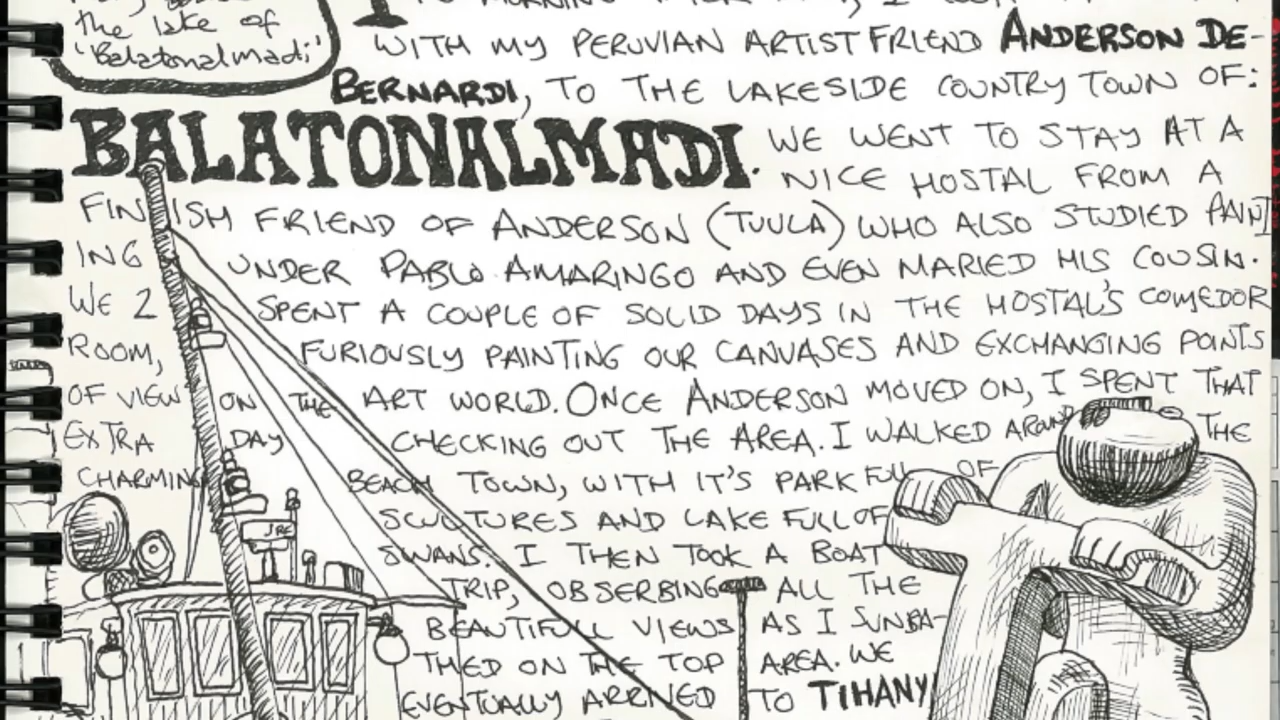 the lake of
'Balatonalmadi'
WITH MY PERUVIAN ARTIST FRIEND ANDERSON DE-
BERNARDI, TO THE LAKESIDE COUNTRY TOWN OF:
BALATONALMADI. WE WENT TO STAY AT A
NICE HOSTAL FROM A
FINISH FRIEND OF ANDERSON (TUULA) WHO ALSO STUDIED PAINT
ING UNDER PABLO AMARINGO AND EVEN MARIED HIS COUSIN.
WE 2 SPENT A COUPLE OF SOLID DAYS IN THE HOSTAL'S COMEDOR
ROOM, FURIOUSLY PAINTING OUR CANVASES AND EXCHANGING POINTS
OF VIEW ON THE ART WORLD. ONCE ANDERSON MOVED ON, I SPENT THAT
EXTRA DAY CHECKING OUT THE AREA. I WALKED AROUND THE
CHARMING BEACH TOWN, WITH IT'S PARK FULL OF
SCULTURES AND LAKE FULL OF
SWANS. I THEN TOOK A BOAT
TRIP, OBSERBING ALL THE
BEAUTIFULL VIEWS AS I SUNBA-
THED ON THE TOP AREA. WE
EVENTUALLY ARRIVED TO TIHANY
JRC